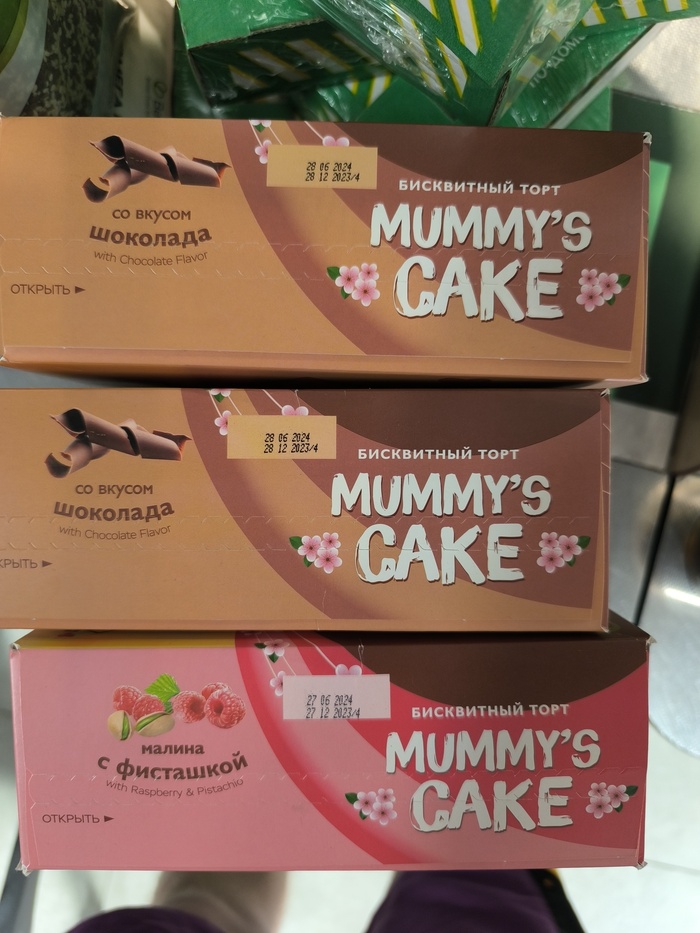 со вкусом
шоколада
with Chocolate Flavor
ОТКРЫТЬ
28 06 2024
28 12 2023/4
БИСКВИТНЫЙ ТОРТ
MUMMY'S
CAKE
со вкусом
шоколада
with Chocolate Flavor
КРЫТЬ
28 06 2024
28 12 2023/4
БИСКВИТНЫЙ ТОРТ
MUMMY'S
CAKE
малина
с фисташкой
with Raspberry & Pistachio
ОТКРЫТЬ
27 06 2024
27 12 2023/4
БИСКВИТНЫЙ ТОРТ
MUMMY'S
CAKE